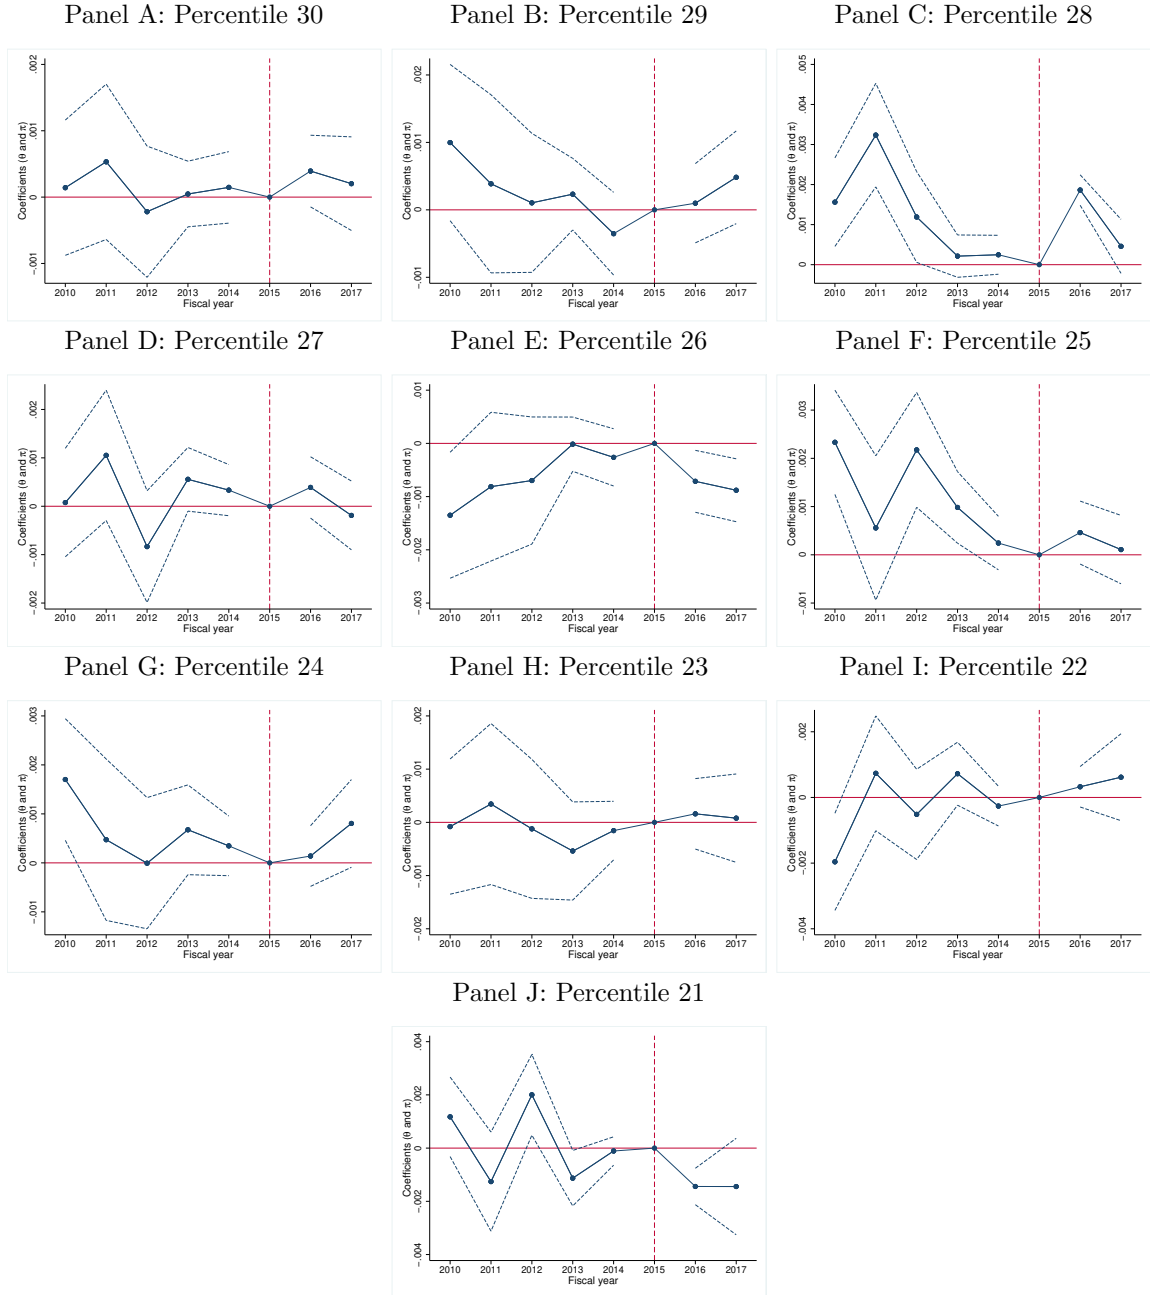 Panel A: Percentile 30
Panel B: Percentile 29
Panel C: Percentile 28
Coefficients (θ and π)
.002
.001
0
-.001
2010 2011 2012 2013 2014 2015 2016 2017
Fiscal year
Coefficients (θ and π)
.002
.001
0
-.001
2010 2011 2012 2013 2014 2015 2016 2017
Fiscal year
Coefficients (θ and π)
.005
.004
.003
.002
.001
0
2010 2011 2012 2013 2014 2015 2016 2017
Fiscal year
Panel D: Percentile 27
Panel E: Percentile 26
Panel F: Percentile 25
Coefficients (θ and π)
.002
.001
0
-.001
-.002
2010 2011 2012 2013 2014 2015 2016 2017
Fiscal year
Coefficients (θ and π)
.001
0
-.001
-.002
-.003
2010 2011 2012 2013 2014 2015 2016 2017
Fiscal year
Coefficients (θ and π)
.003
.002
.001
0
-.001
2010 2011 2012 2013 2014 2015 2016 2017
Fiscal year
Panel G: Percentile 24
Panel H: Percentile 23
Panel I: Percentile 22
Coefficients (θ and π)
.003
.002
.001
0
-.001
2010 2011 2012 2013 2014 2015 2016 2017
Fiscal year
Coefficients (θ and π)
.002
.001
0
-.001
-.002
2010 2011 2012 2013 2014 2015 2016 2017
Fiscal year
Coefficients (θ and π)
.002
0
-.002
-.004
2010 2011 2012 2013 2014 2015 2016 2017
Fiscal year
Panel J: Percentile 21
Coefficients (θ and π)
.004
.002
0
-.002
-.004
2010 2011 2012 2013 2014 2015 2016 2017
Fiscal year